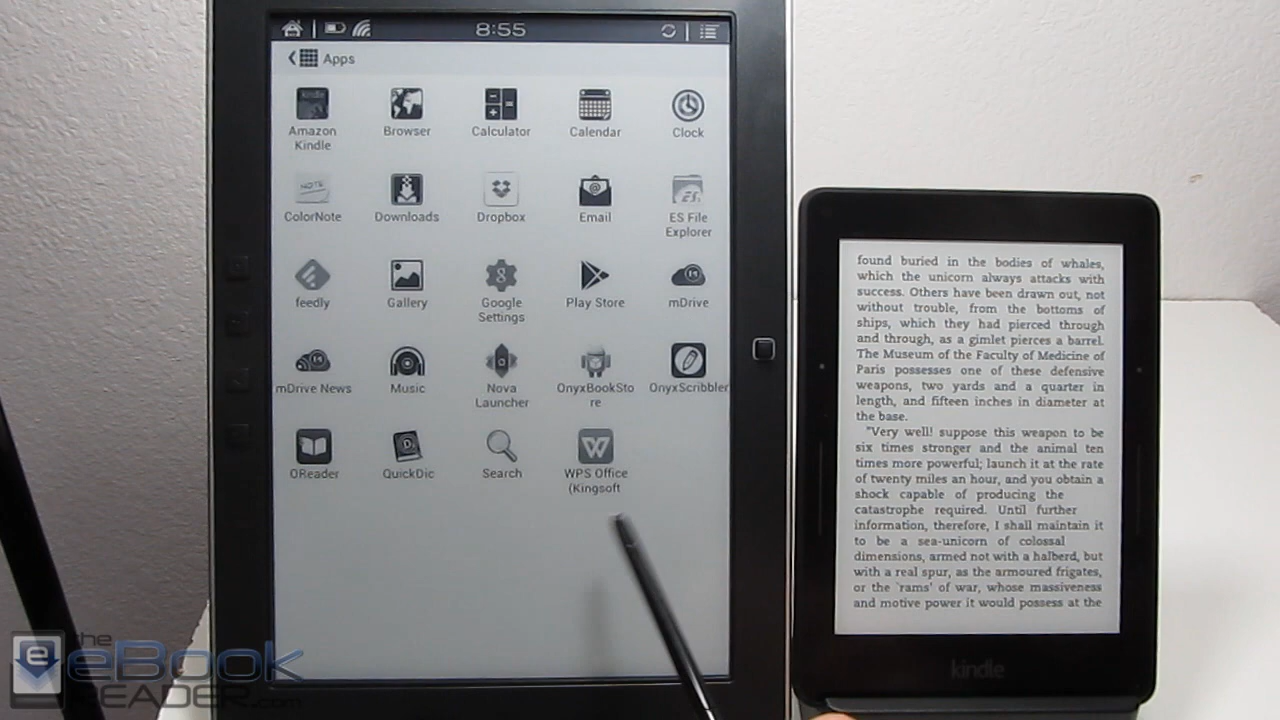 8:55
Apps
Amazon
Kindle
Browser
Calculator
Calendar
Clock
NOTE
ColorNote
Downloads
Dropbox
Email
ES File
Explorer
feedly
Gallery
Google
Settings
Play Store
mDrive
mDrive News
Music
Nova
Launcher
OnyxBookSto
re
OnyxScribbler
OReader
QuickDic
Search
WPS Office
(Kingsoft
found buried in the bodies of whales,
which the unicorn always attacks with
success. Others have been drawn out, not
without trouble, from the bottoms of
ships, which they had pierced through
and through, as a gimlet pierces a barrel.
The Museum of the Faculty of Medicine of
Paris possesses one of these defensive
weapons, two yards and a quarter in
length, and fifteen inches in diameter at
the base.
"Very well! suppose this weapon to be
six times stronger and the animal ten
times more powerful; launch it at the rate
of twenty miles an hour, and you obtain a
shock capable of producing the
catastrophe required. Until further
information, therefore, I shall maintain it
to be a sea-unicorn of colossal
dimensions, armed not with a halberd, but
with a real spur, as the armoured frigates,
or the `rams' of war, whose massiveness
and motive power it would possess at the
kindle
the
eBook
READER.com